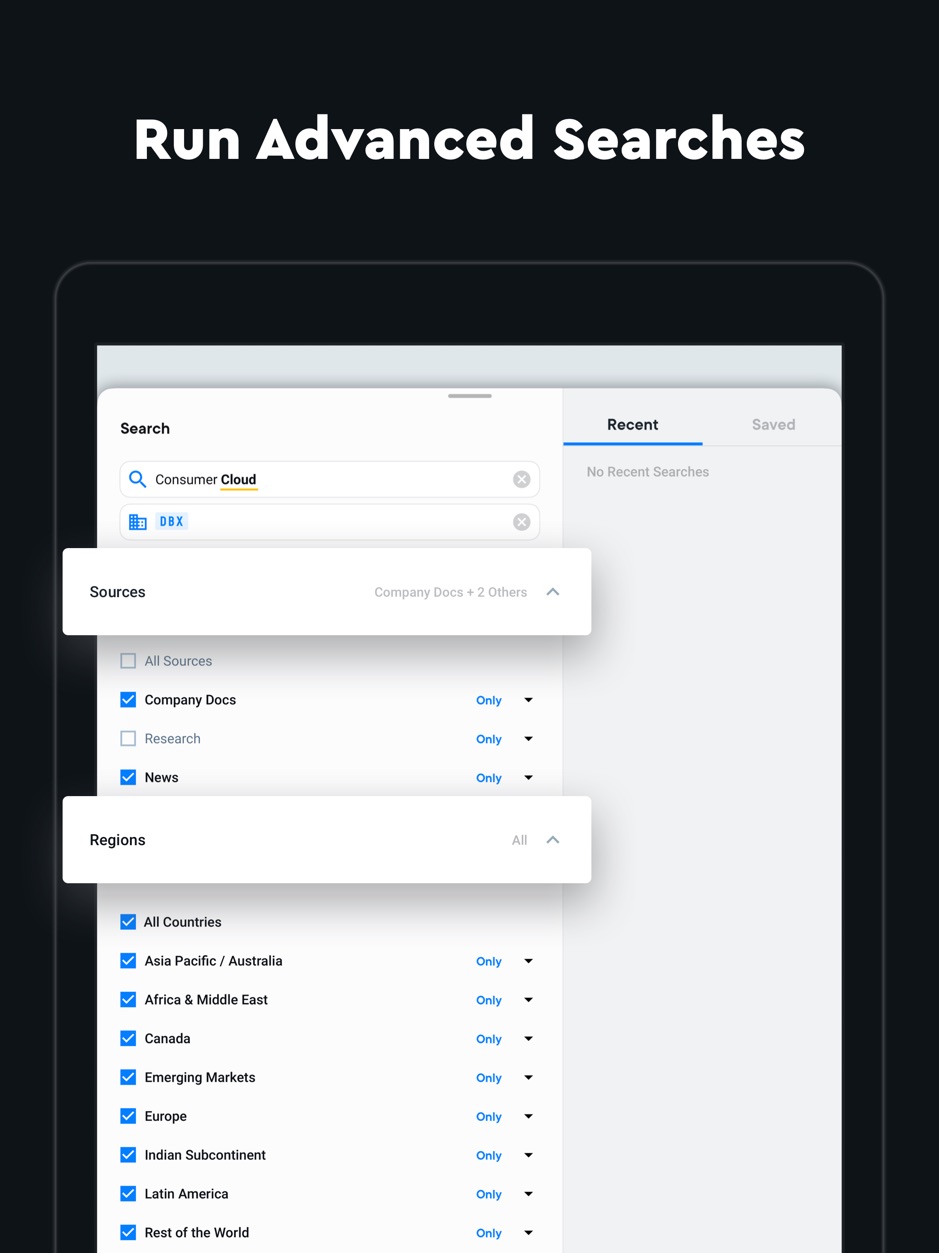 Run Advanced Searches
Search
Recent
Saved
Consumer Cloud
No Recent Searches
DBX
Sources
Company Docs + 2 Others
All Sources
Company Docs
Only
Research
Only
News
Only
Regions
All
All Countries
Asia Pacific / Australia
Only
Africa & Middle East
Only
Canada
Only
Emerging Markets
Only
Europe
Only
Indian Subcontinent
Only
Latin America
Only
Rest of the World
Only